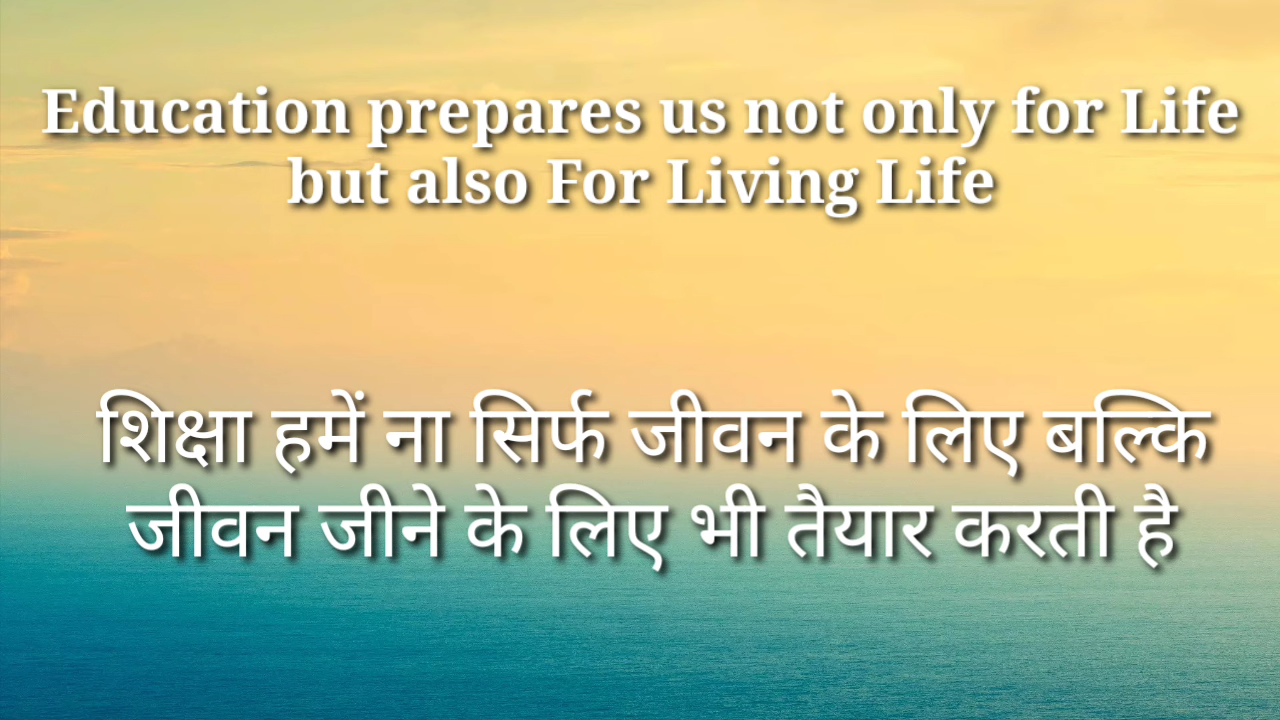 Education prepares us not only for Life
but also For Living Life
शिक्षा हमें ना सिर्फ जीवन के लिए बल्कि
जीवन जीने के लिए भी तैयार करती है